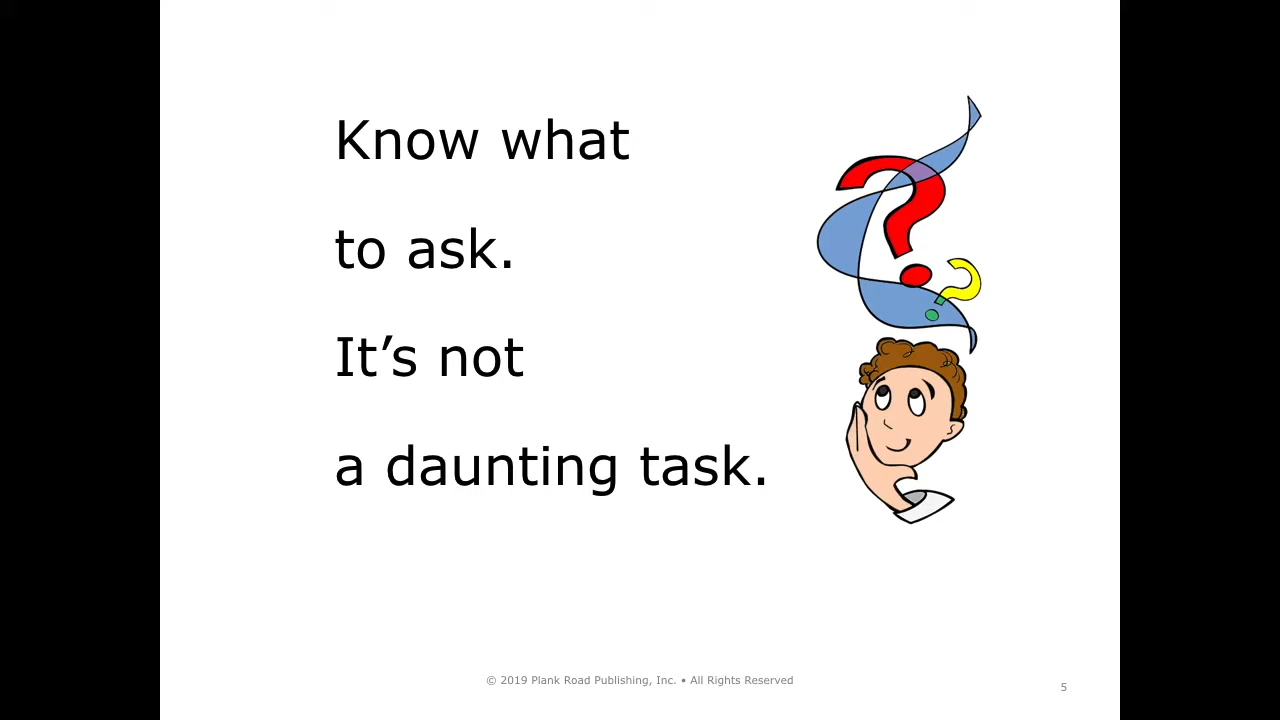 Know what
to ask.
It’s not
a daunting task.
© 2019 Plank Road Publishing, Inc. • All Rights Reserved
5